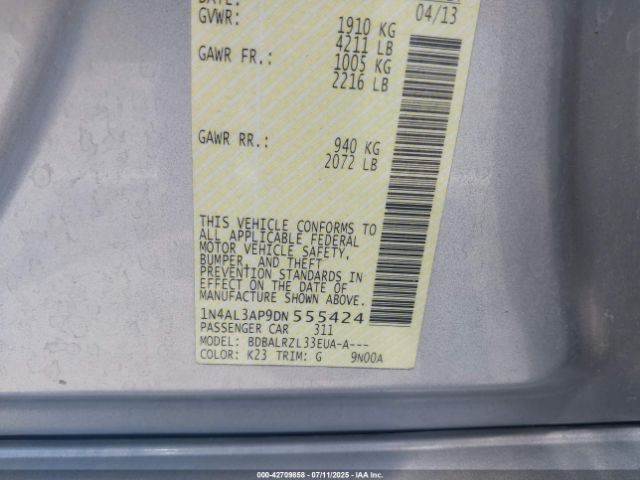 DATE: 04/13
GVWR: 1910 KG
4211 LB
GAWR FR.: 1005 KG
2216 LB
GAWR RR.: 940 KG
2072 LB
THIS VEHICLE CONFORMS TO
ALL APPLICABLE FEDERAL
MOTOR VEHICLE SAFETY,
BUMPER, AND THEFT
PREVENTION STANDARDS IN
EFFECT ON THE DATE OF
MANUFACTURE SHOWN ABOVE.
1N4AL3AP9DN 555424
PASSENGER CAR 311
MODEL: BDBALRZL33EUA-A---
COLOR: K23 TRIM: G 9N00A
000-42709858 - 07/11/2025 - IAA Inc.